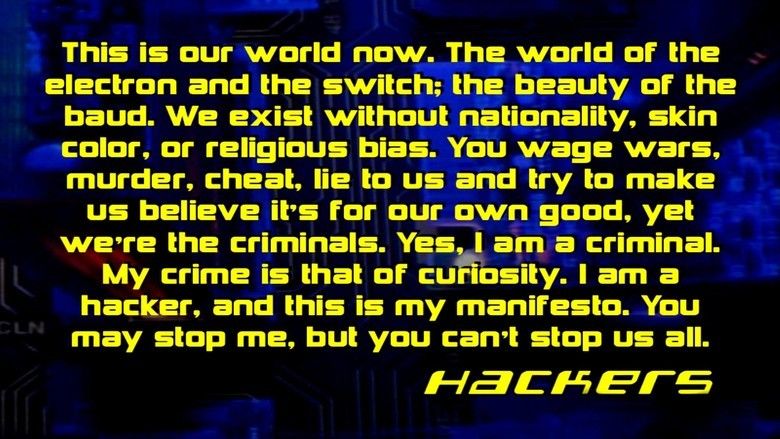 This is our world now. The world of the
electron and the switch; the beauty of the
baud. We exist without nationality, skin
color, or religious bias. You wage wars,
murder, cheat, lie to us and try to make
us believe it's for our own good, yet
we're the criminals. Yes, I am a criminal.
My crime is that of curiosity. I am a
hacker, and this is my manifesto. You
may stop me, but you can't stop us all.
CLN
Hackers